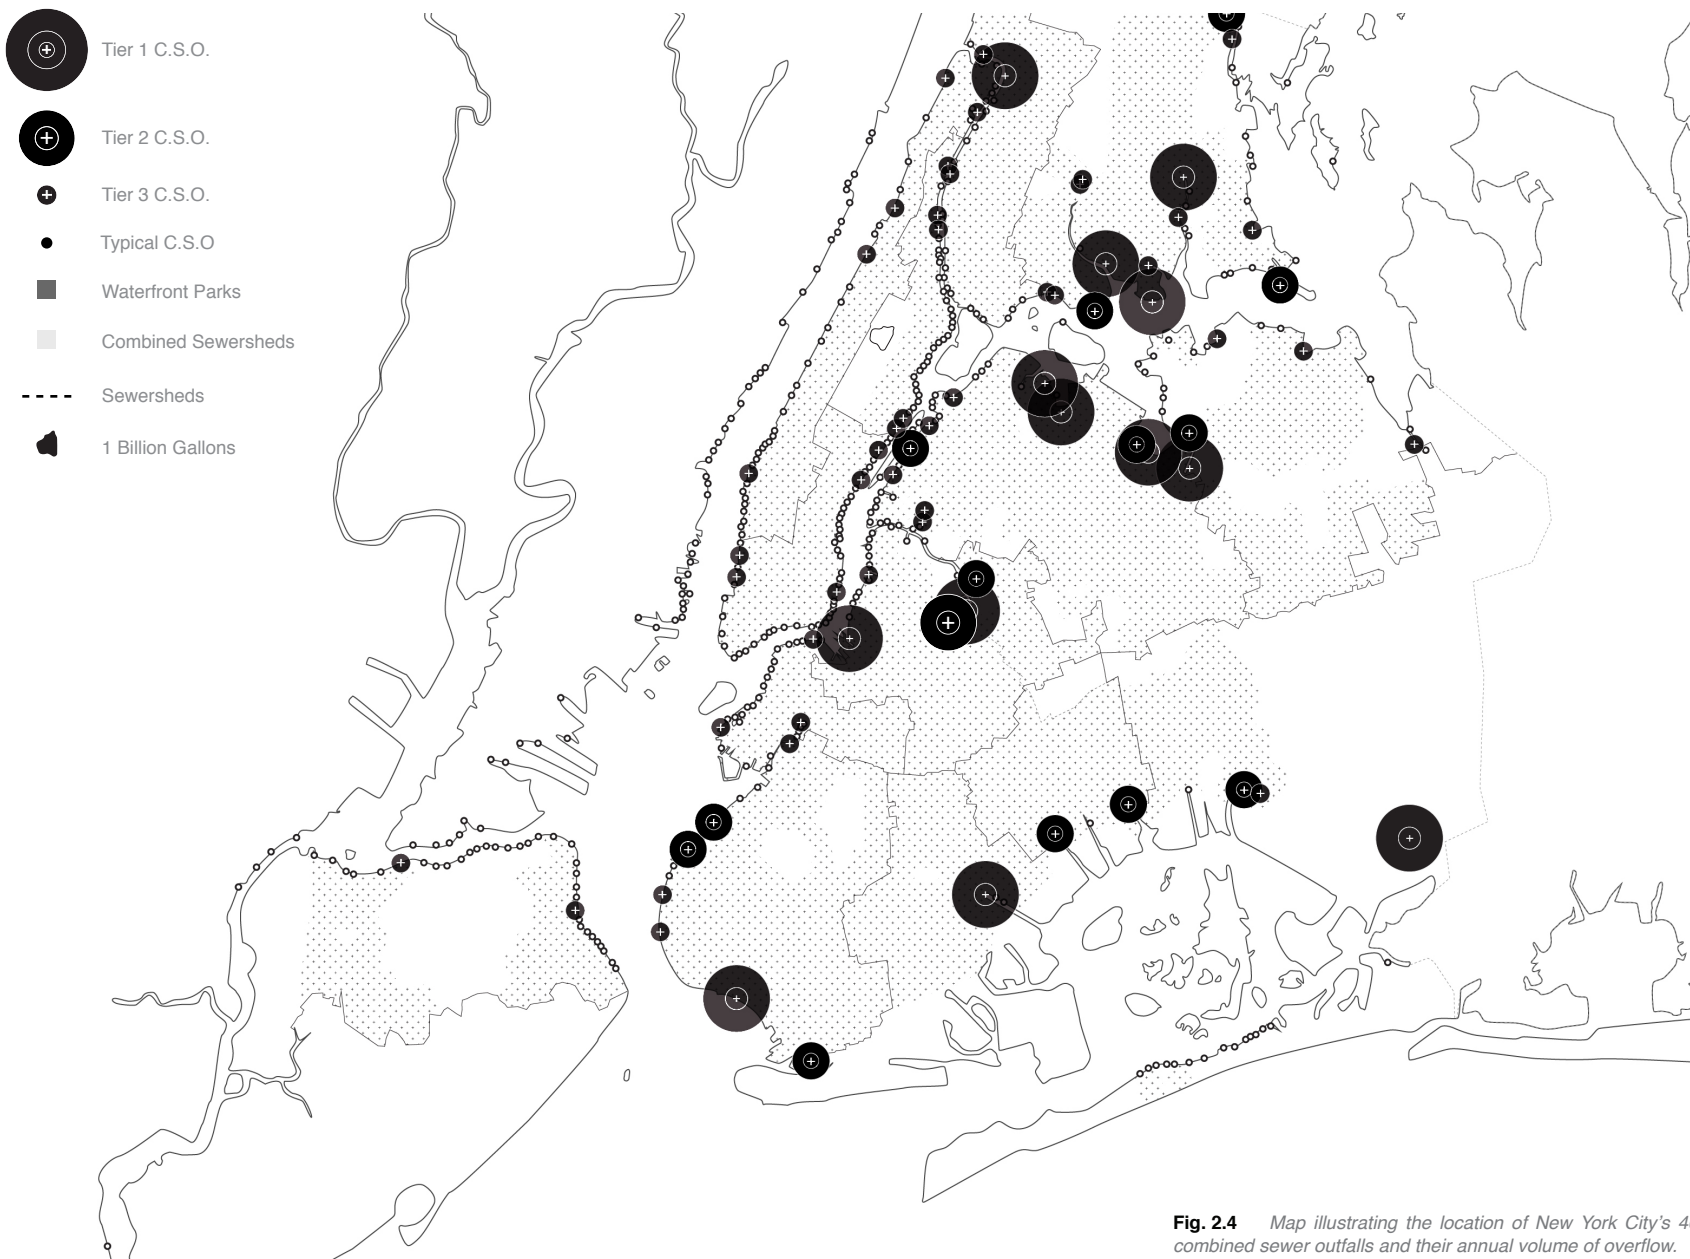 Tier 1 C.S.O.
Tier 2 C.S.O.
Tier 3 C.S.O.
Typical C.S.O
Waterfront Parks
Combined Sewersheds
Sewersheds
1 Billion Gallons
Fig. 2.4 Map illustrating the location of New York City's
combined sewer outfalls and their annual volume of overflow.